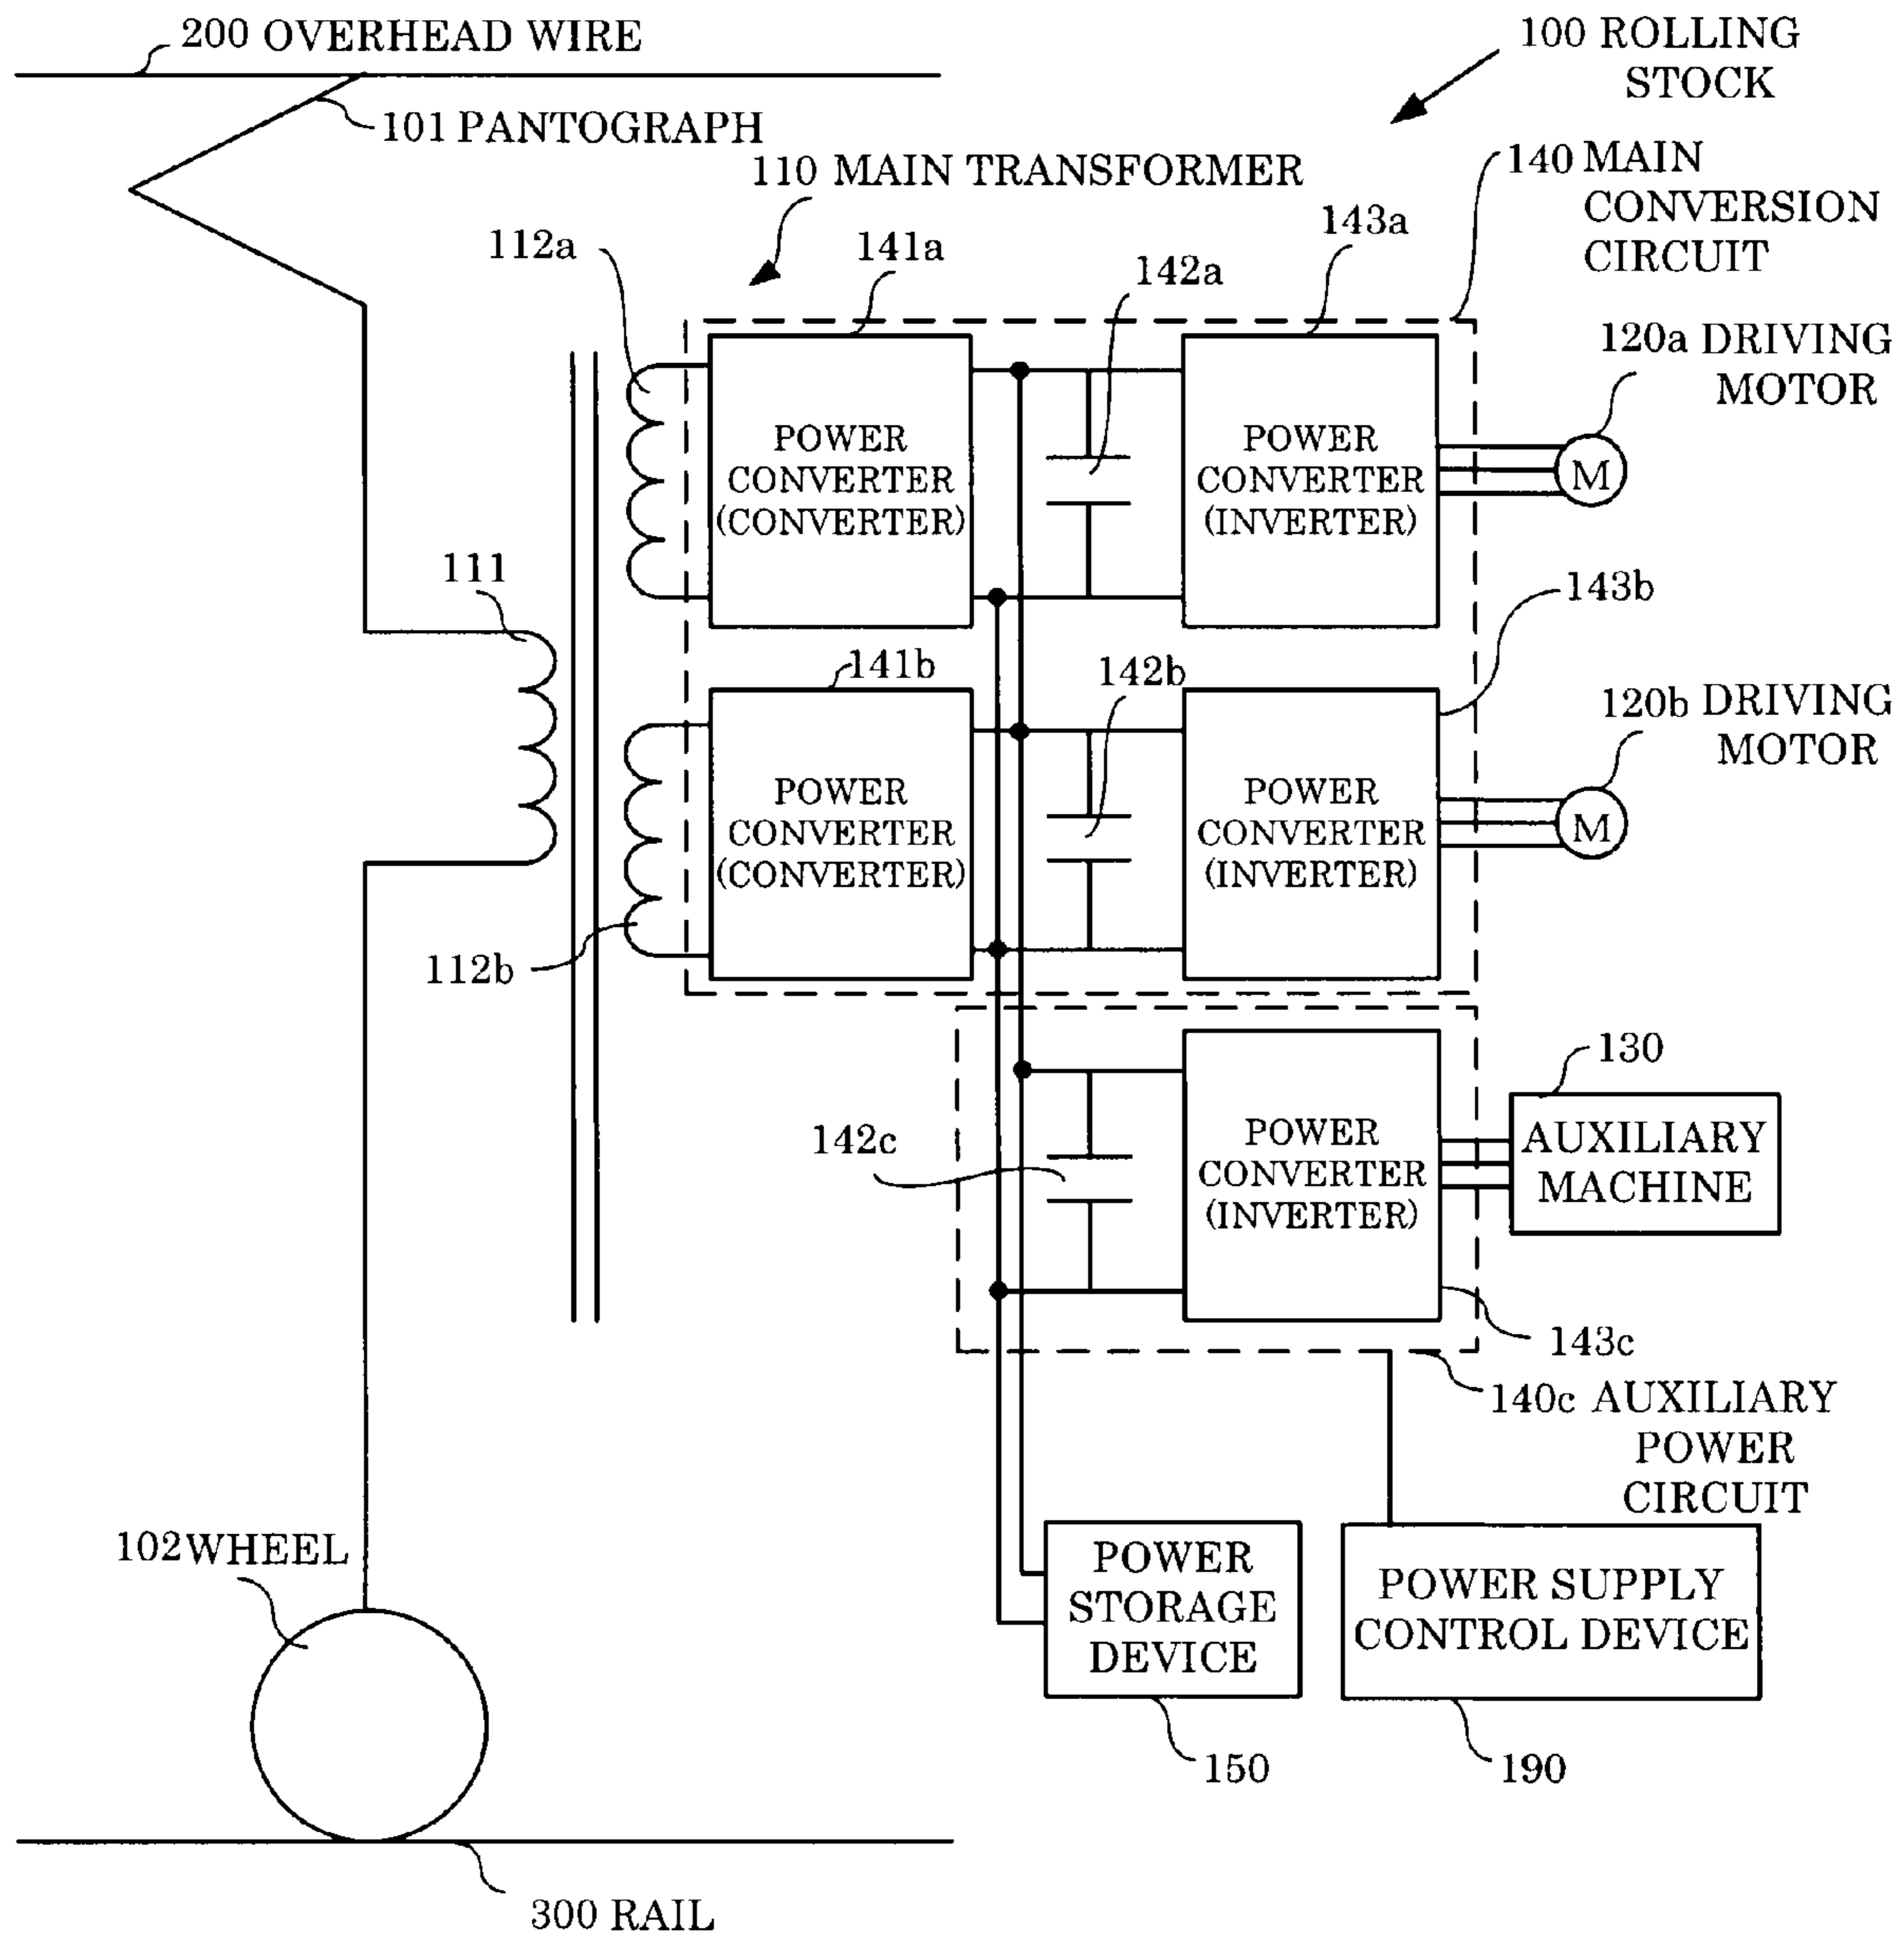 200 OVERHEAD WIRE
100 ROLLING
STOCK
101 PANTOGRAPH
110 MAIN TRANSFORMER
140 MAIN
CONVERSION
CIRCUIT
112a
141a
142a
143a
120a DRIVING
MOTOR
POWER
CONVERTER
(CONVERTER)
POWER
CONVERTER
(INVERTER)
M
111
143b
141b
142b
120b DRIVING
MOTOR
POWER
CONVERTER
(CONVERTER)
POWER
CONVERTER
(INVERTER)
M
112b
130
142c
POWER
CONVERTER
(INVERTER)
AUXILIARY
MACHINE
143c
140c AUXILIARY
POWER
CIRCUIT
102 WHEEL
POWER
STORAGE
DEVICE
POWER SUPPLY
CONTROL DEVICE
150
190
300 RAIL